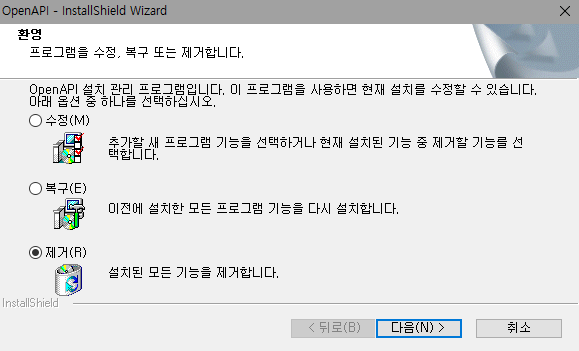 OpenAPI - InstallShield Wizard
환영
프로그램을 수정, 복구 또는 제거합니다.
OpenAPI 설치 관리 프로그램입니다. 이 프로그램을 사용하면 현재 설치를 수정할 수 있습니다.
아래 옵션 중 하나를 선택하십시오.
수정(M)
추가할 새 프로그램 기능을 선택하거나 현재 설치된 기능 중 제거할 기능를 선
택합니다.
복구(E)
이전에 설치한 모든 프로그램 기능을 다시 설치합니다.
제거(R)
설치된 모든 기능을 제거합니다.
InstallShield
< 뒤로(B) 다음(N) > 취소